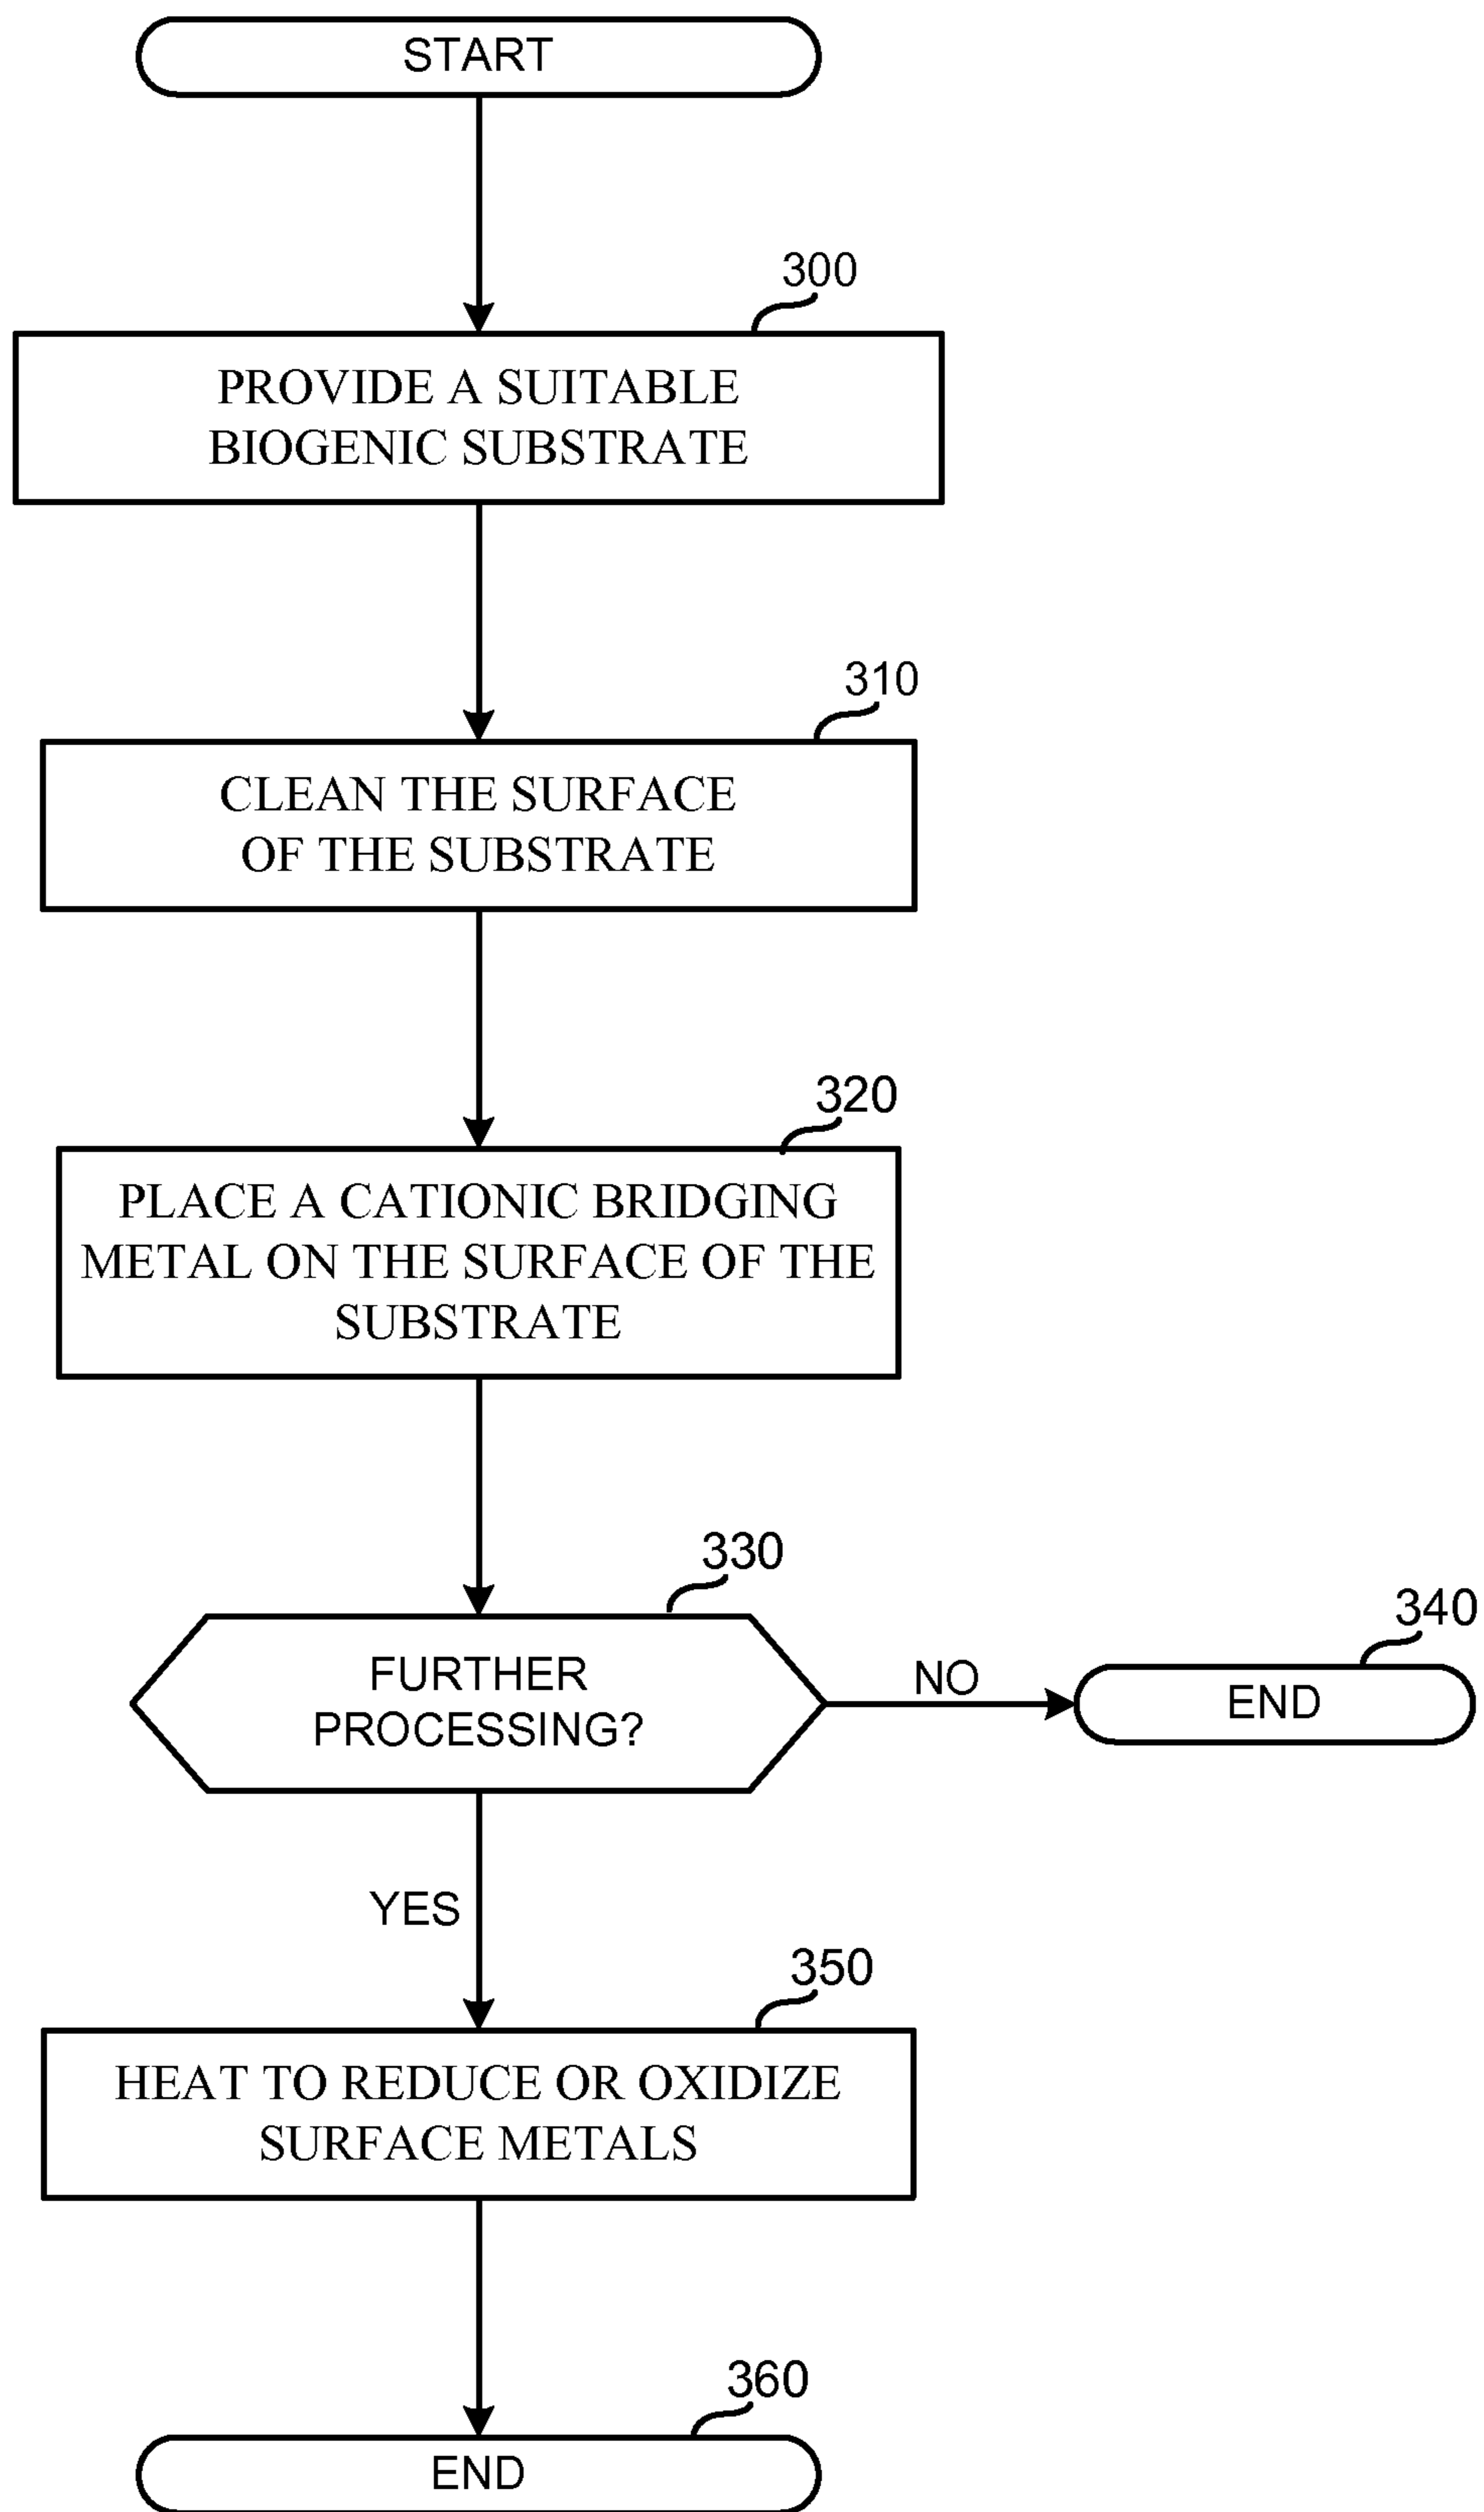 START
300
PROVIDE A SUITABLE
BIOGENIC SUBSTRATE
310
CLEAN THE SURFACE
OF THE SUBSTRATE
320
PLACE A CATIONIC BRIDGING
METAL ON THE SURFACE OF THE
SUBSTRATE
330
FURTHER
PROCESSING?
NO
340
END
YES
350
HEAT TO REDUCE OR OXIDIZE
SURFACE METALS
360
END